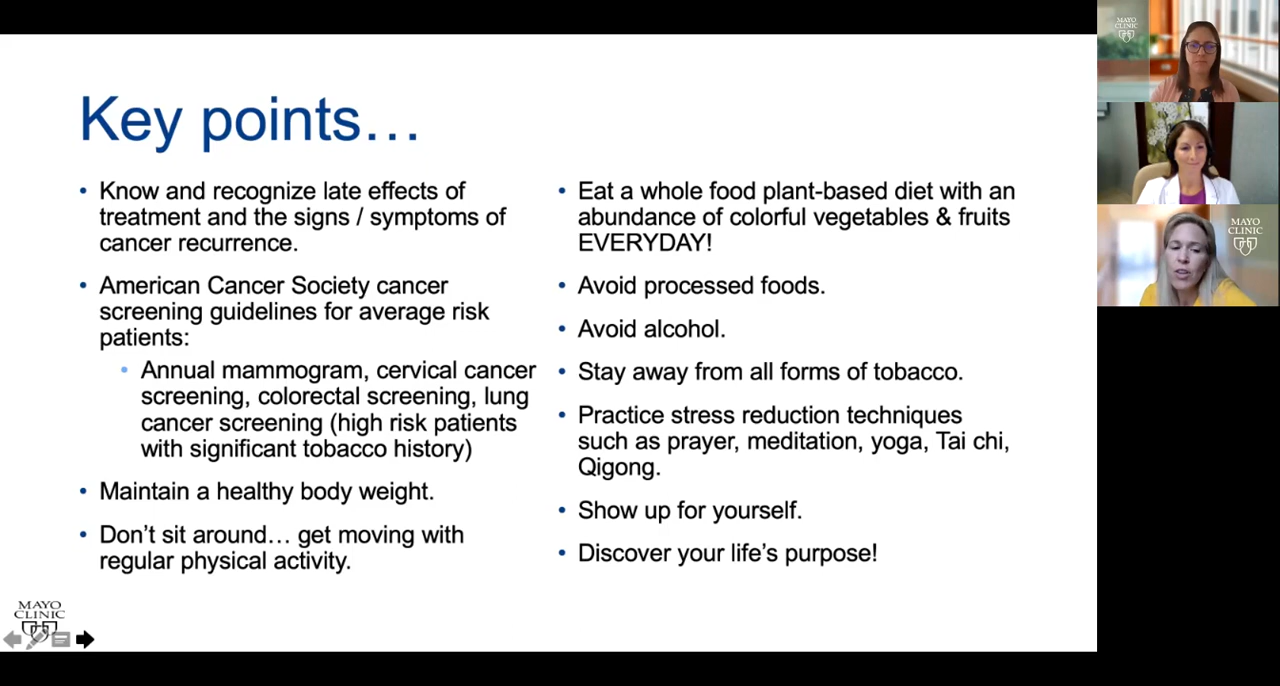 Key points…
• Know and recognize late effects of
treatment and the signs / symptoms of
cancer recurrence.
• American Cancer Society cancer
screening guidelines for average risk
patients:
• Annual mammogram, cervical cancer
screening, colorectal screening, lung
cancer screening (high risk patients
with significant tobacco history)
• Maintain a healthy body weight.
• Don’t sit around… get moving with
regular physical activity.
• Eat a whole food plant-based diet with an
abundance of colorful vegetables & fruits
EVERYDAY!
• Avoid processed foods.
• Avoid alcohol.
• Stay away from all forms of tobacco.
• Practice stress reduction techniques
such as prayer, meditation, yoga, Tai chi,
Qigong.
• Show up for yourself.
• Discover your life’s purpose!
MAYO
CLINIC
MAYO
CLINIC
MAYO
CLINIC